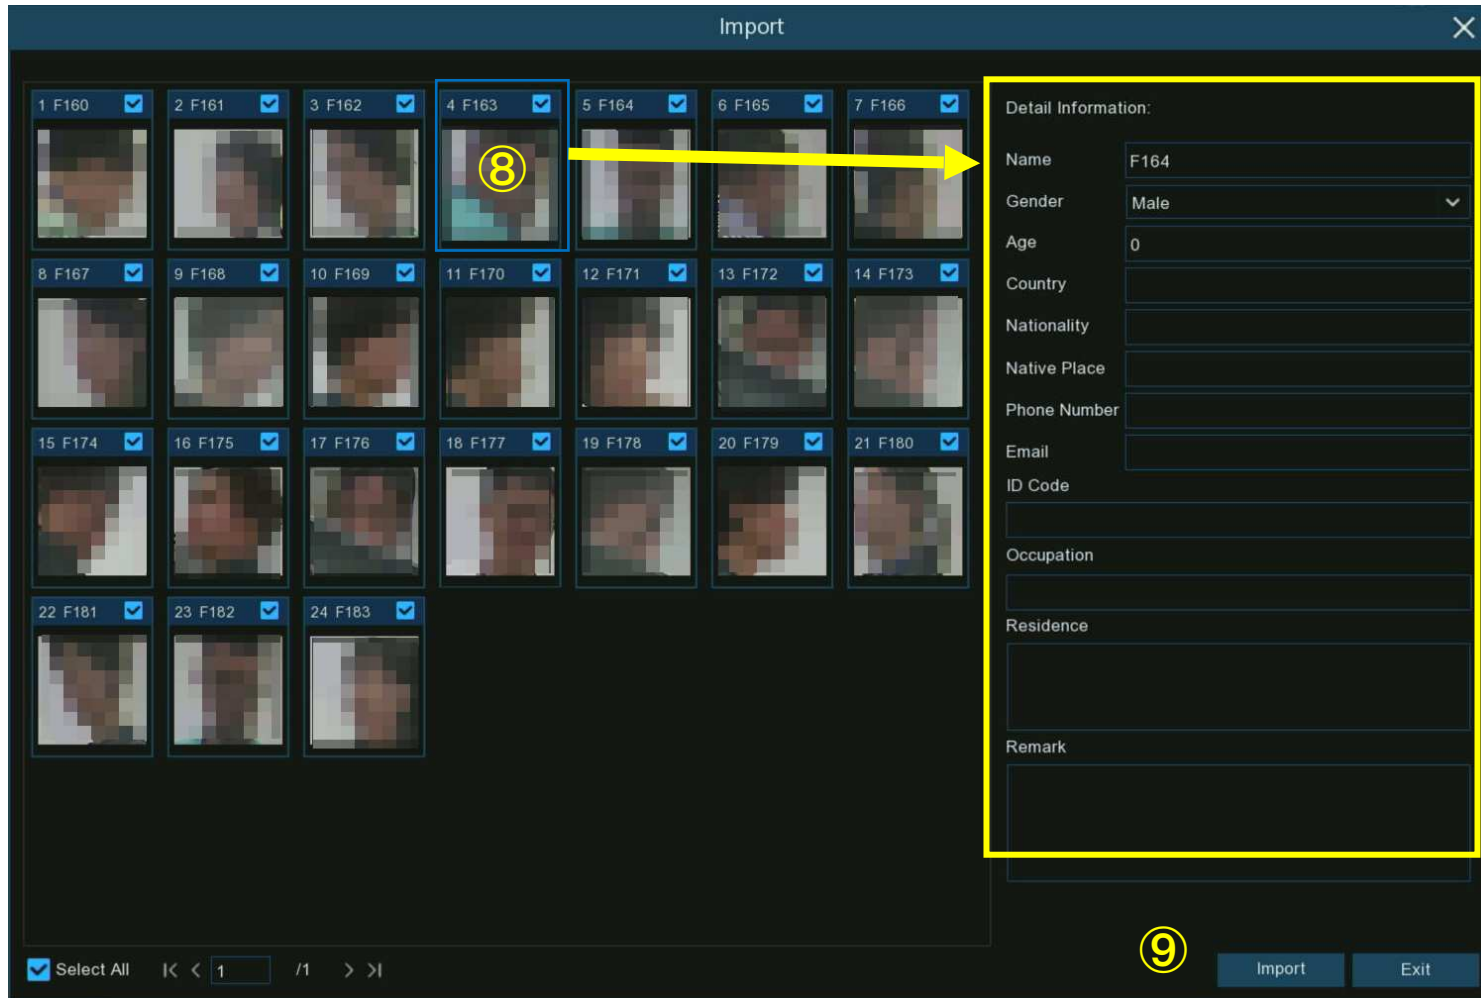 Import
1 F160
2 F161
3 F162
4 F163
5 F164
6 F165
7 F166
⑧
8 F167
9 F168
10 F169
11 F170
12 F171
13 F172
14 F173
15 F174
16 F175
17 F176
18 F177
19 F178
20 F179
21 F180
22 F181
23 F182
24 F183
Detail Information:
Name F164
Gender Male
Age 0
Country
Nationality
Native Place
Phone Number
Email
ID Code
Occupation
Residence
Remark
⑨
Select All 1 /1
Import Exit